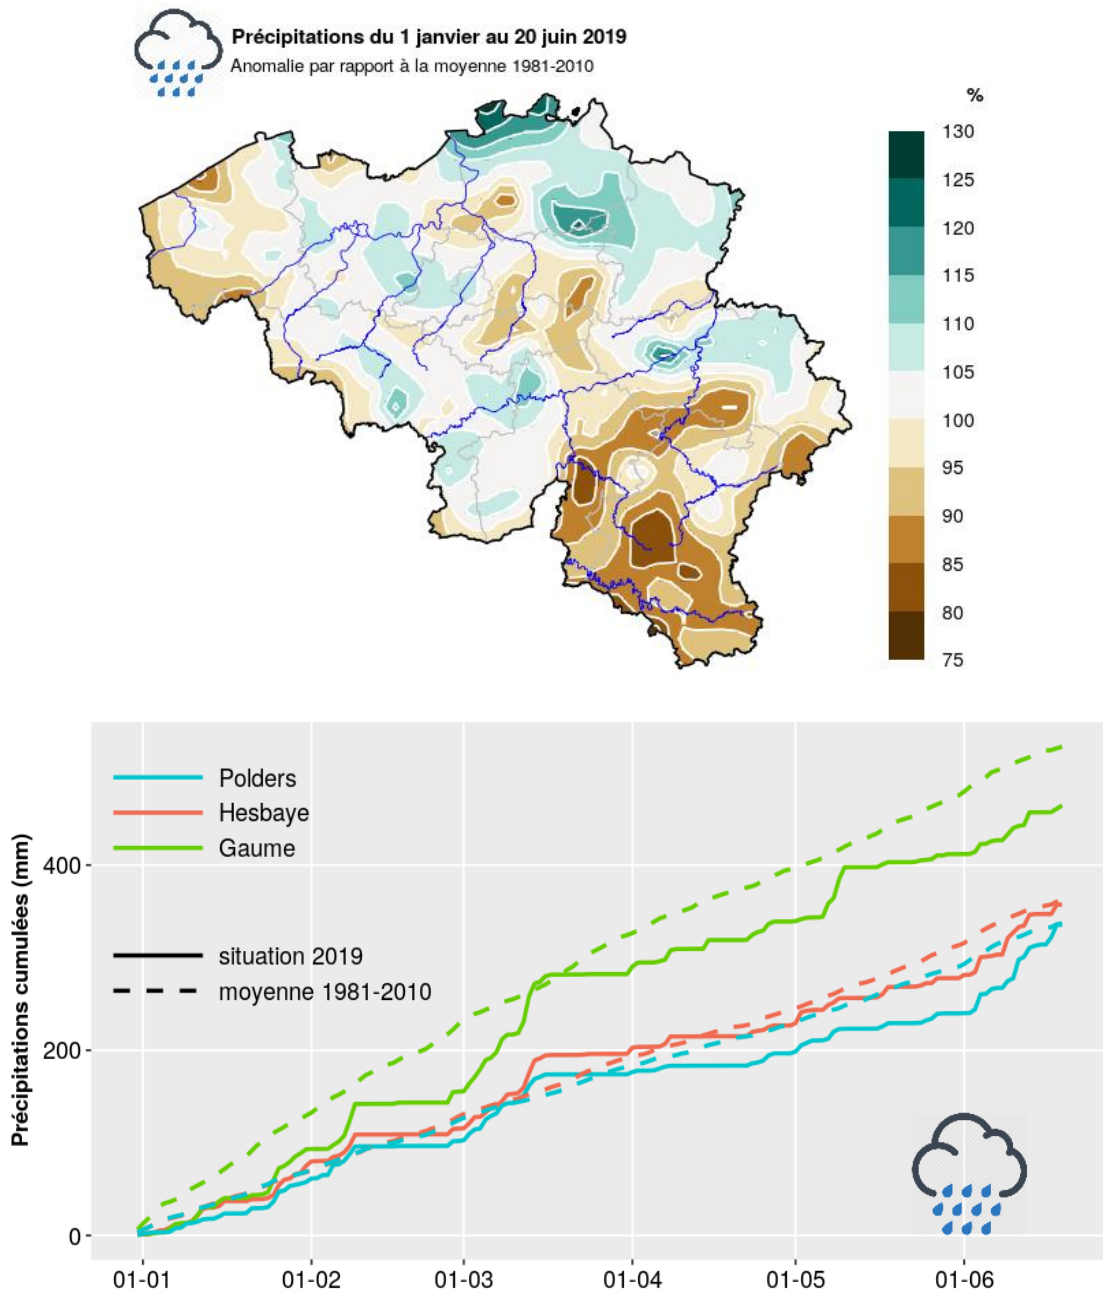 Précipitations du 1 janvier au 20 juin 2019
Anomalie par rapport à la moyenne 1981-2010
%
130
125
120
115
110
105
100
95
90
85
80
75
Polders
Hesbaye
Gaume
situation 2019
moyenne 1981-2010
Précipitations cumulées (mm)
400
200
0
01-01 01-02 01-03 01-04 01-05 01-06